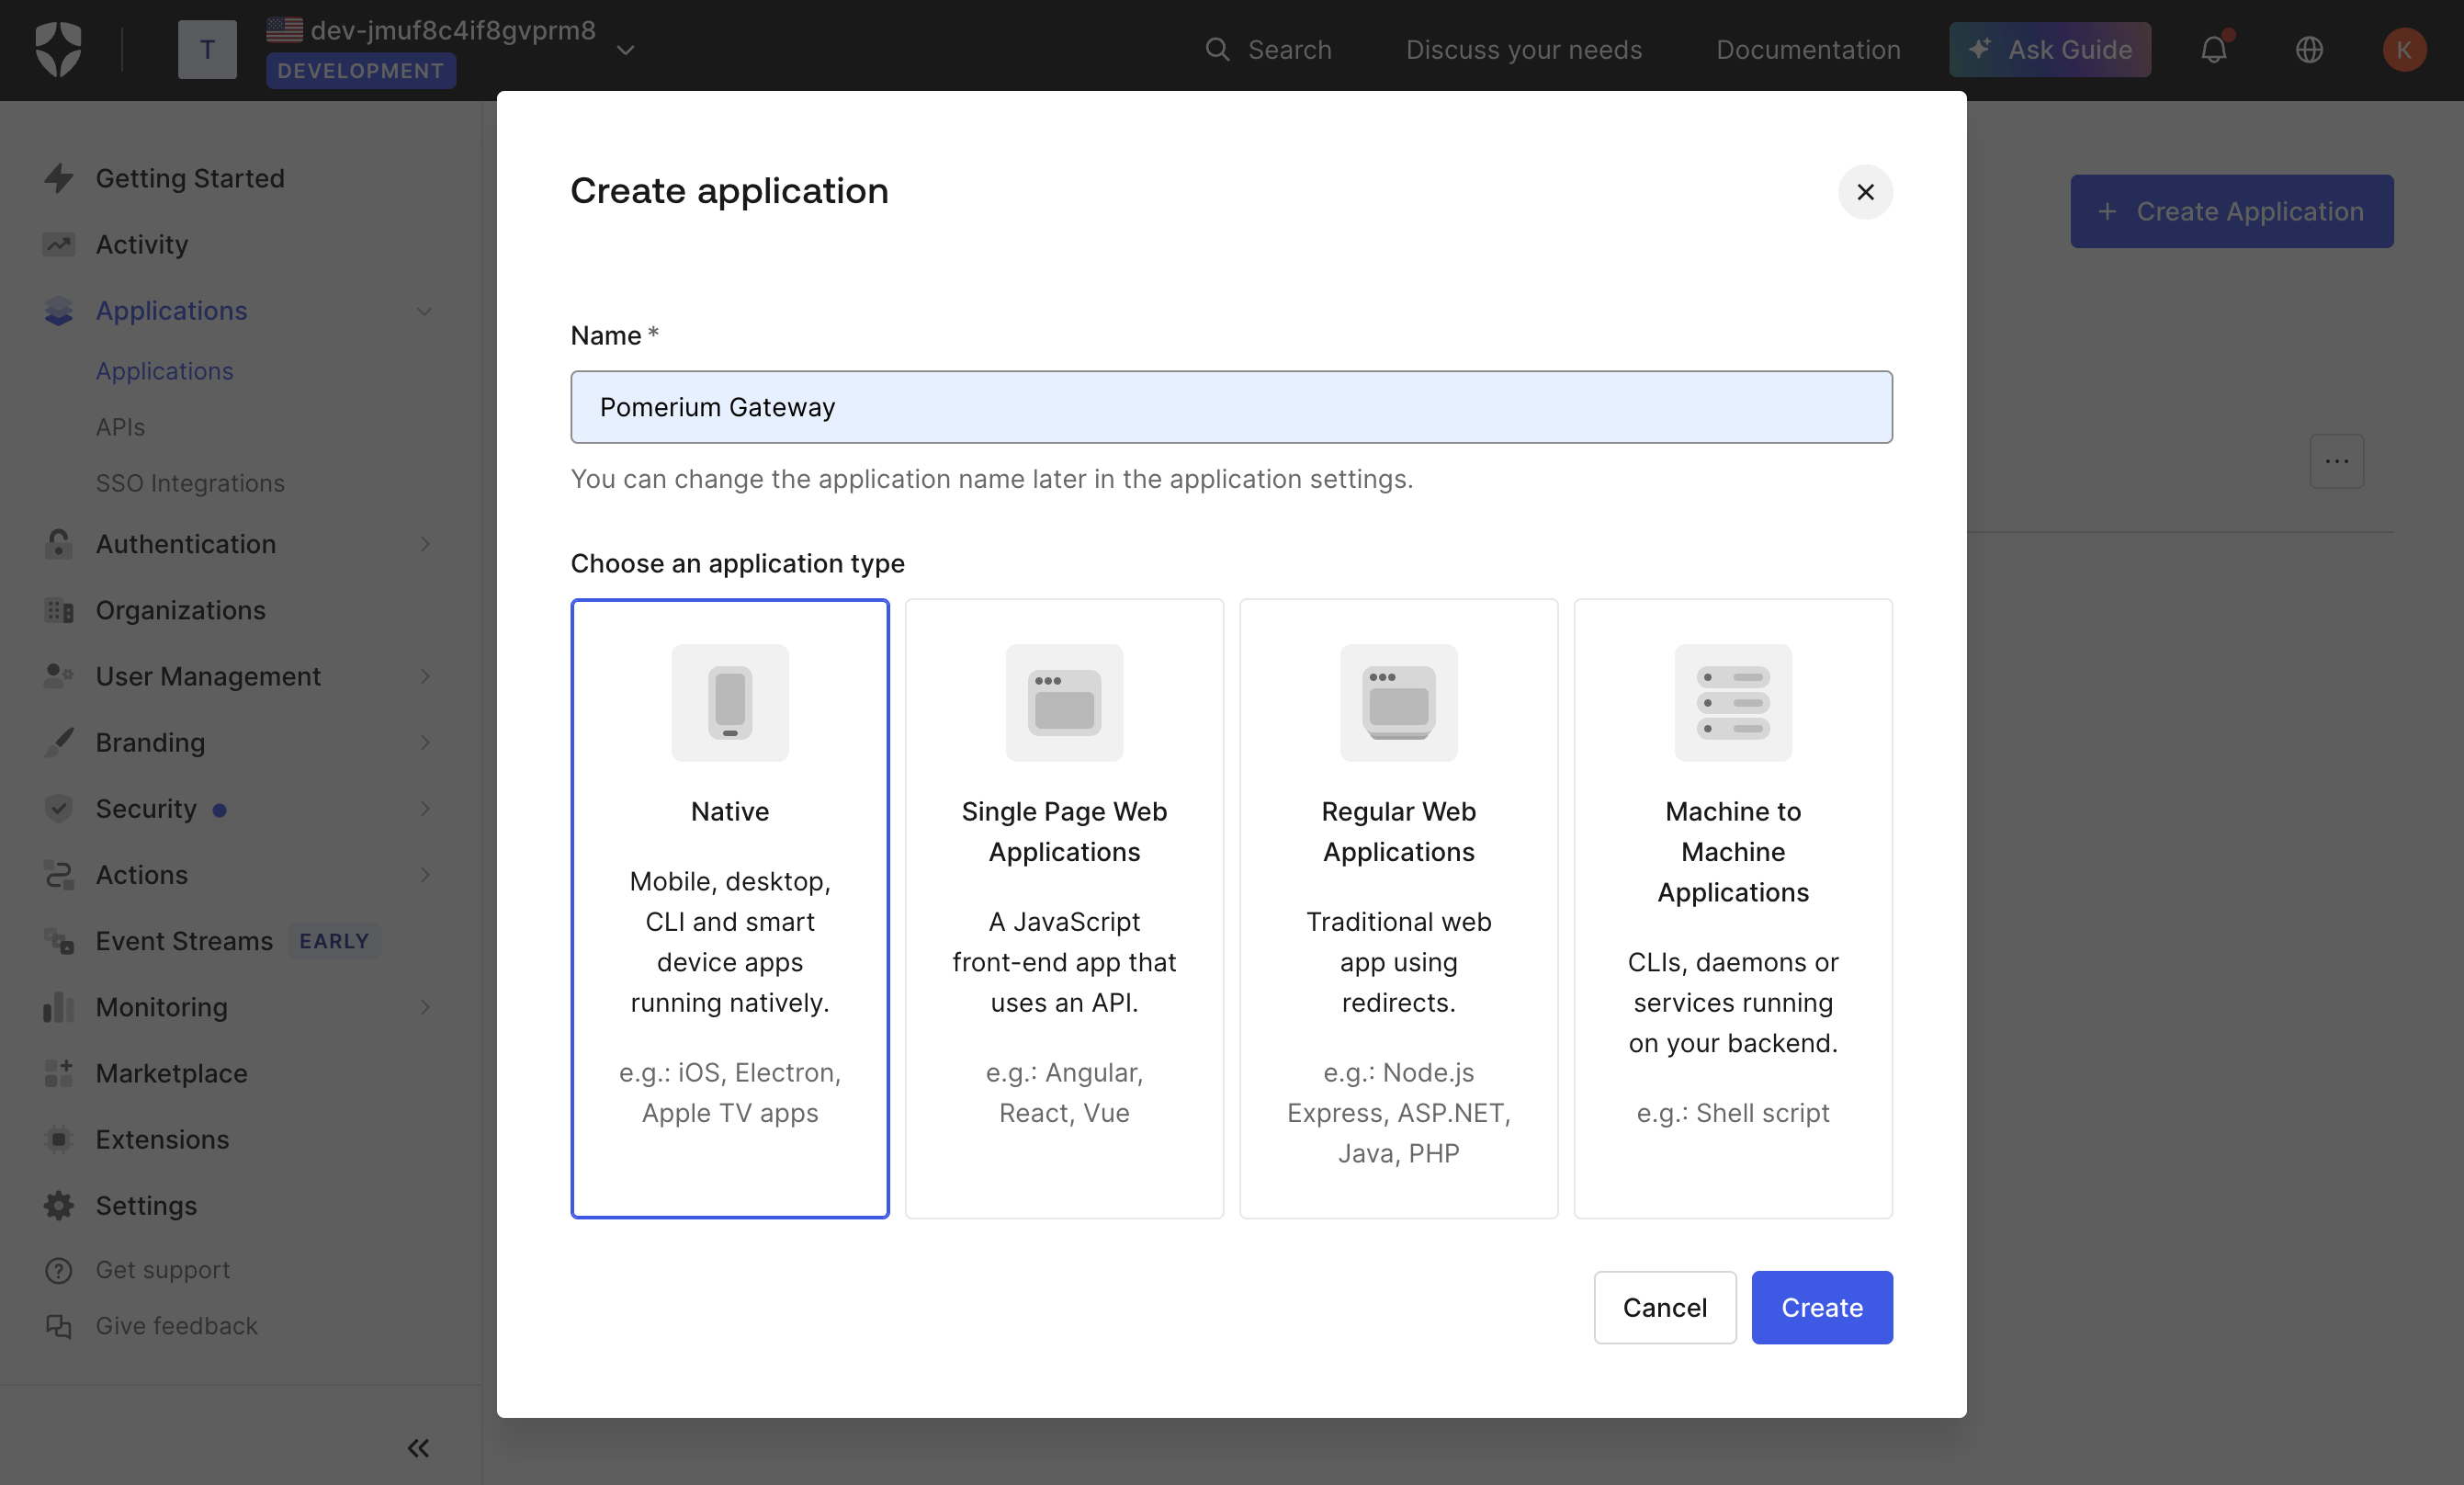 T
dev-jmuf8c4if8gvprm8
DEVELOPMENT
Search
Discuss your needs
Documentation
Ask Guide
K
Getting Started
Activity
Applications
Applications
APIs
SSO Integrations
Authentication
Organizations
User Management
Branding
Security
Actions
Event Streams EARLY
Monitoring
Marketplace
Extensions
Settings
Get support
Give feedback
+ Create Application
Create application
Name *
Pomerium Gateway
You can change the application name later in the application settings.
Choose an application type
Native
Mobile, desktop,
CLI and smart
device apps
running natively.
e.g.: iOS, Electron,
Apple TV apps
Single Page Web
Applications
A JavaScript
front-end app that
uses an API.
e.g.: Angular,
React, Vue
Regular Web
Applications
Traditional web
app using
redirects.
e.g.: Node.js
Express, ASP.NET,
Java, PHP
Machine to
Machine
Applications
CLIs, daemons or
services running
on your backend.
e.g.: Shell script
Cancel
Create